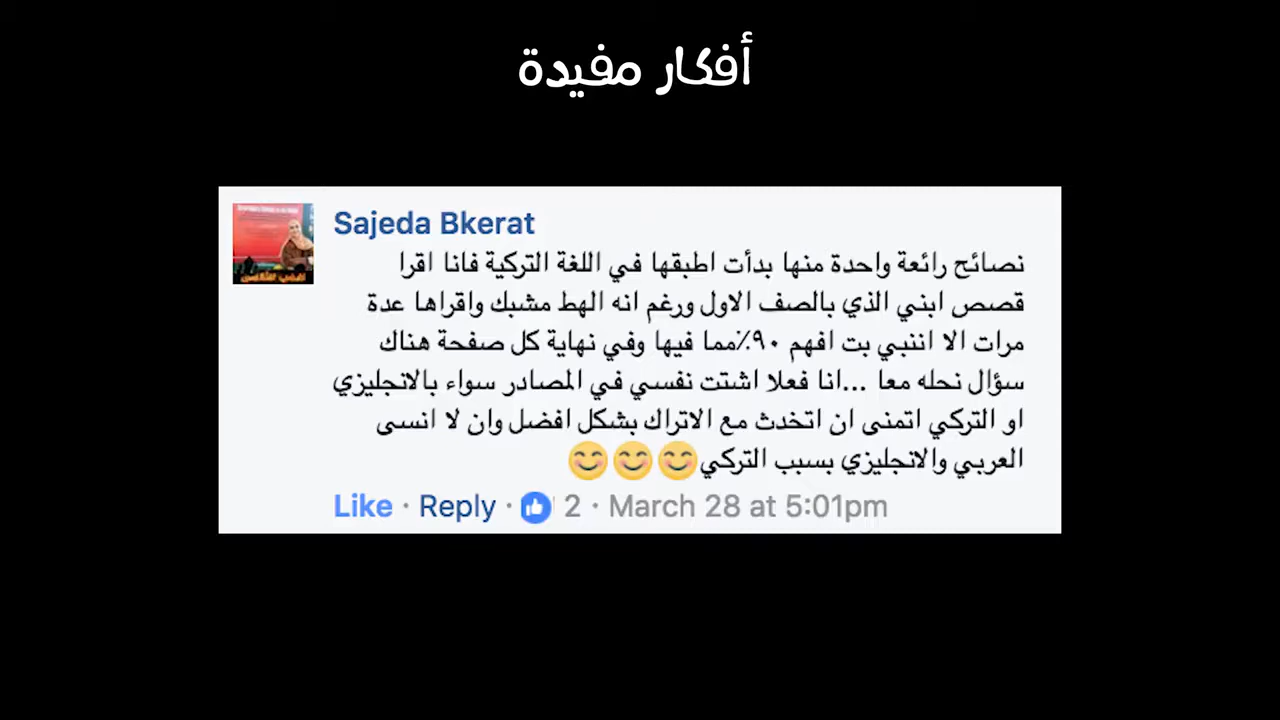 أفكار مفيدة
Sajeda Bkerat
نصائح رائعة واحدة منها بدأت اطبقها في اللغة التركية فانا اقرا
قصص ابني الذي بالصف الاول ورغم انه الهط مشبك واقراها عدة
مرات الا اننبي بت افهم ٩٠٪مما فيها وفي نهاية كل صفحة هناك
سؤال نحله معا ...انا فعلا اشتت نفسي في المصادر سواء بالانجليزي
او التركي اتمنى ان اتخدث مع الاتراك بشكل افضل وان لا انسى
العربي والانجليزي بسبب التركي😊😊😊
Like · Reply · 2 · March 28 at 5:01pm